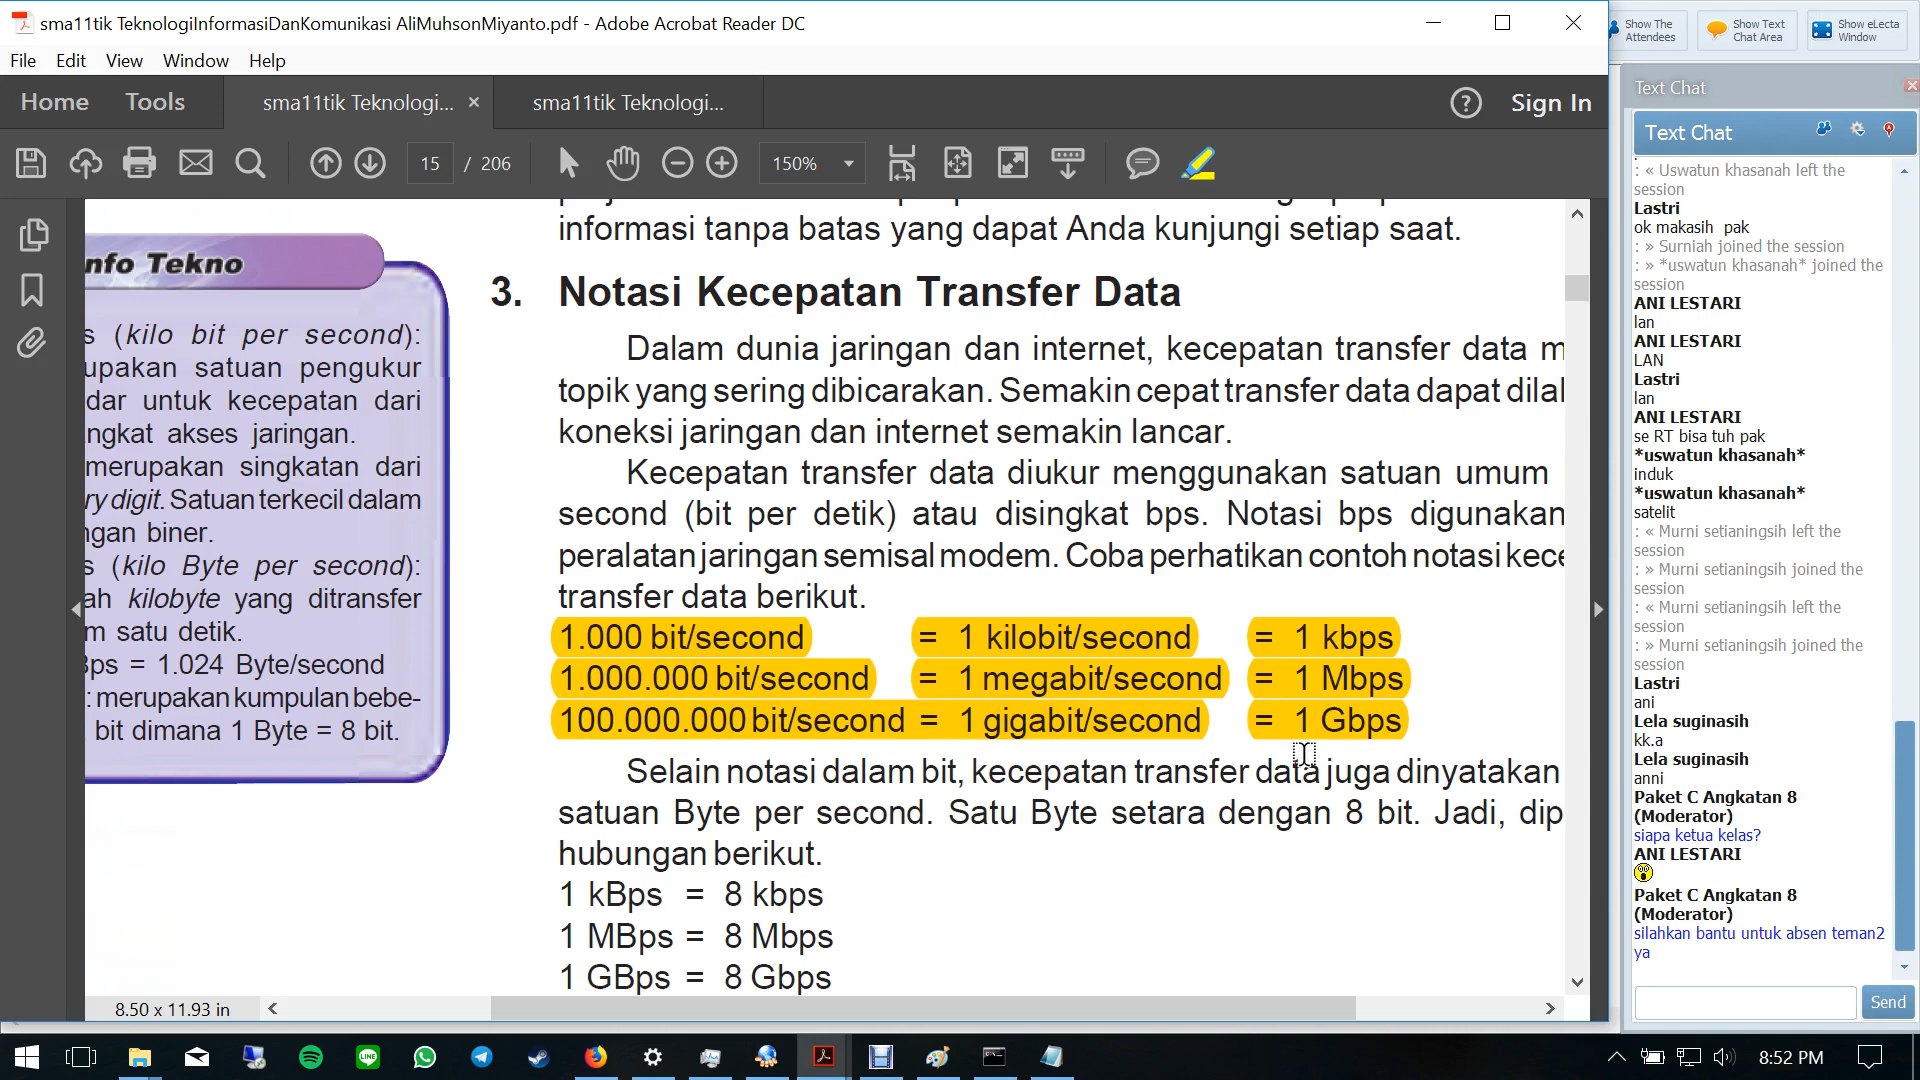 sma11tik TeknologiInformasiDanKomunikasi AliMuhsonMiyanto.pdf - Adobe Acrobat Reader DC
File Edit View Window Help
Home Tools sma11tik Teknologi... × sma11tik Teknologi... Sign In
15 / 206 150%
informasi tanpa batas yang dapat Anda kunjungi setiap saat.
3. Notasi Kecepatan Transfer Data
Dalam dunia jaringan dan internet, kecepatan transfer data m
topik yang sering dibicarakan. Semakin cepat transfer data dapat dilal
koneksi jaringan dan internet semakin lancar.
Kecepatan transfer data diukur menggunakan satuan umum
second (bit per detik) atau disingkat bps. Notasi bps digunakan
peralatan jaringan semisal modem. Coba perhatikan contoh notasi kece
transfer data berikut.
1.000 bit/second = 1 kilobit/second = 1 kbps
1.000.000 bit/second = 1 megabit/second = 1 Mbps
100.000.000 bit/second = 1 gigabit/second = 1 Gbps
Selain notasi dalam bit, kecepatan transfer data juga dinyatakan
satuan Byte per second. Satu Byte setara dengan 8 bit. Jadi, dip
hubungan berikut.
1 kBps = 8 kbps
1 MBps = 8 Mbps
1 GBps = 8 Gbps
nfo Tekno
s (kilo bit per second):
upakan satuan pengukur
dar untuk kecepatan dari
ngkat akses jaringan.
merupakan singkatan dari
ry digit. Satuan terkecil dalam
ngan biner.
s (kilo Byte per second):
ah kilobyte yang ditransfer
m satu detik.
Bps = 1.024 Byte/second
: merupakan kumpulan bebe-
bit dimana 1 Byte = 8 bit.
8.50 x 11.93 in
Show The Attendees
Show Text Chat Area
Show eLecta Window
Text Chat
Text Chat
: « Uswatun khasanah left the
session
Lastri
ok makasih pak
: » Surniah joined the session
: » *uswatun khasanah* joined the
session
ANI LESTARI
lan
ANI LESTARI
LAN
Lastri
lan
ANI LESTARI
se RT bisa tuh pak
*uswatun khasanah*
induk
*uswatun khasanah*
satelit
: « Murni setianingsih left the
session
: » Murni setianingsih joined the
session
: « Murni setianingsih left the
session
: » Murni setianingsih joined the
session
Lastri
ani
Lela suginasih
kk.a
Lela suginasih
anni
Paket C Angkatan 8
(Moderator)
siapa ketua kelas?
ANI LESTARI
Paket C Angkatan 8
(Moderator)
silahkan bantu untuk absen teman2
ya
Send
LINE
8:52 PM